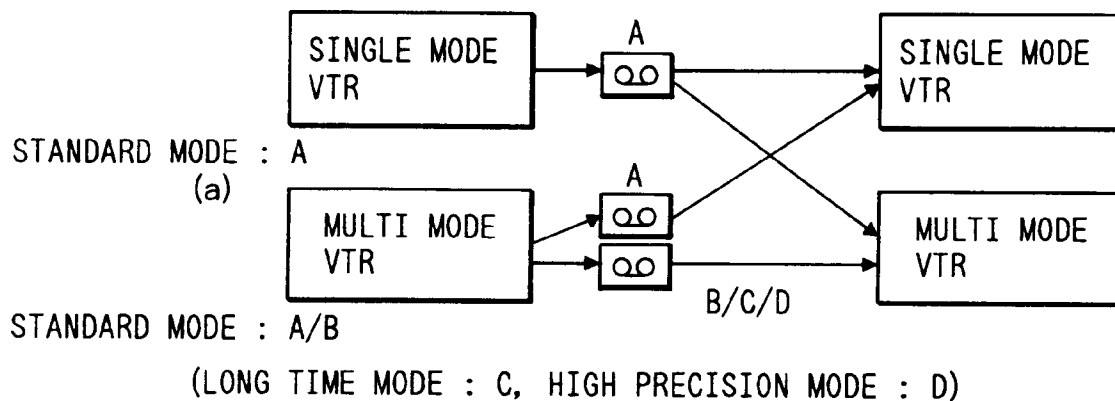 A
SINGLE MODE
VTR
SINGLE MODE
VTR
STANDARD MODE : A
(a)
A
MULTI MODE
VTR
MULTI MODE
VTR
B/C/D
STANDARD MODE : A/B
(LONG TIME MODE : C, HIGH PRECISION MODE : D)